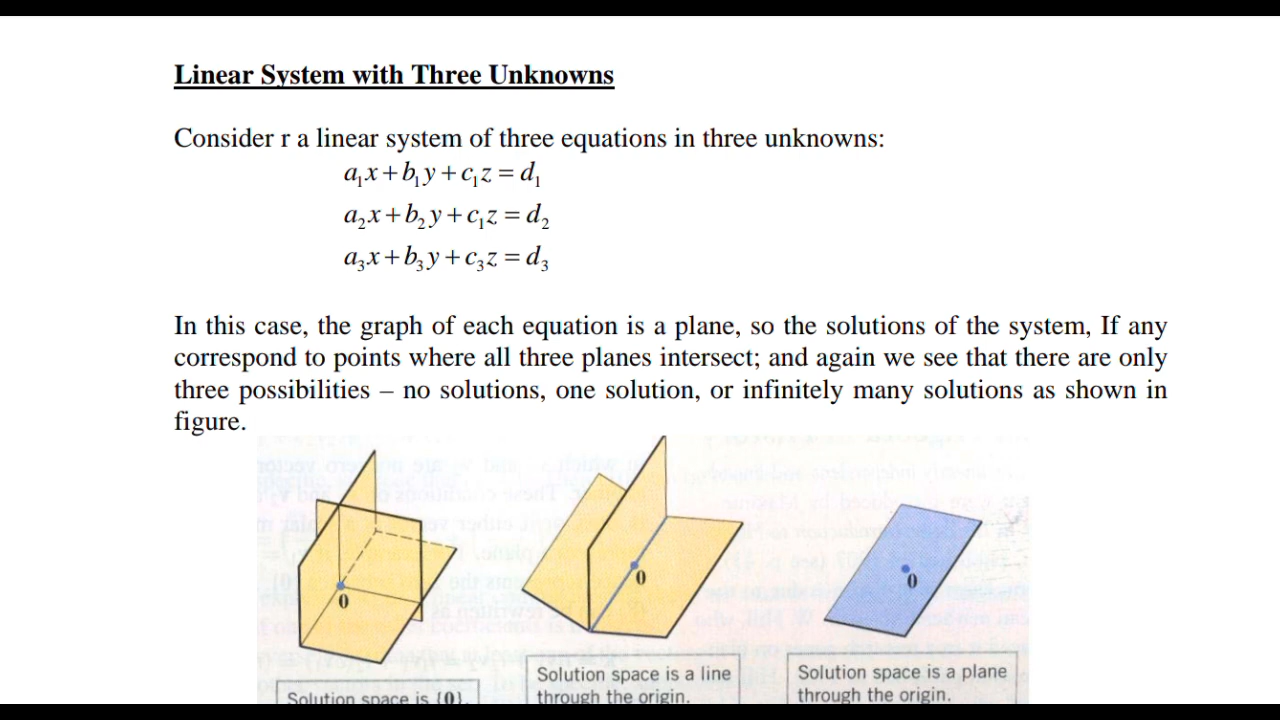 Linear System with Three Unknowns
Consider r a linear system of three equations in three unknowns:
a₁x+b₁y+c₁z = d₁
a₂x+b₂y+c₁z = d₂
a₃x+b₃y+c₃z = d₃
In this case, the graph of each equation is a plane, so the solutions of the system, If any
correspond to points where all three planes intersect; and again we see that there are only
three possibilities – no solutions, one solution, or infinitely many solutions as shown in
figure.
0
0
0
Solution space is {0}.
Solution space is a line
through the origin.
Solution space is a plane
through the origin.